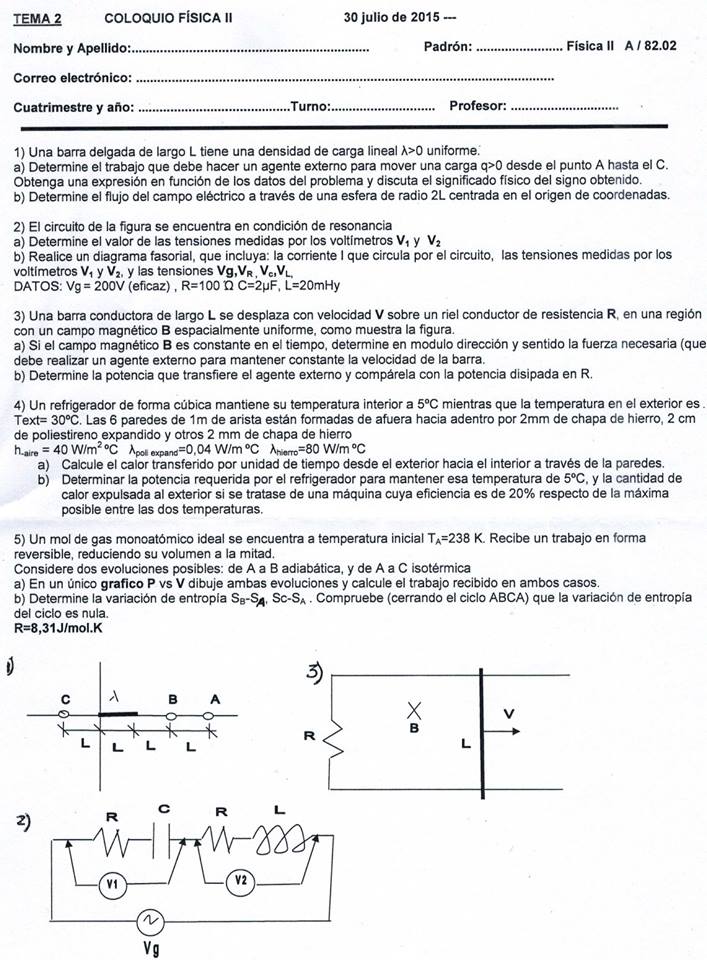 TEMA 2 COLOQUIO FÍSICA II 30 julio de 2015 ---
Nombre y Apellido:........................................................... Padrón: ........................ Física II A / 82.02
Correo electrónico: ........................................................................................................
Cuatrimestre y año: ......................................Turno:.......................... Profesor: ...........................
1) Una barra delgada de largo L tiene una densidad de carga lineal λ>0 uniforme.
a) Determine el trabajo que debe hacer un agente externo para mover una carga q>0 desde el punto A hasta el C.
Obtenga una expresión en función de los datos del problema y discuta el significado físico del signo obtenido.
b) Determine el flujo del campo eléctrico a través de una esfera de radio 2L centrada en el origen de coordenadas.
2) El circuito de la figura se encuentra en condición de resonancia
a) Determine el valor de las tensiones medidas por los voltímetros V₁ y V₂
b) Realice un diagrama fasorial, que incluya: la corriente I que circula por el circuito, las tensiones medidas por los
voltímetros V₁ y V₂, y las tensiones Vg,V_R, V_c,V_L,
DATOS: Vg = 200V (eficaz) , R=100 Ω C=2µF, L=20mHy
3) Una barra conductora de largo L se desplaza con velocidad V sobre un riel conductor de resistencia R, en una región
con un campo magnético B espacialmente uniforme, como muestra la figura.
a) Si el campo magnético B es constante en el tiempo, determine en modulo dirección y sentido la fuerza necesaria (que
debe realizar un agente externo para mantener constante la velocidad de la barra.
b) Determine la potencia que transfiere el agente externo y compárela con la potencia disipada en R.
4) Un refrigerador de forma cúbica mantiene su temperatura interior a 5ºC mientras que la temperatura en el exterior es .
Text= 30ºC. Las 6 paredes de 1m de arista están formadas de afuera hacia adentro por 2mm de chapa de hierro, 2 cm
de poliestireno expandido y otros 2 mm de chapa de hierro
h-aire = 40 W/m² ºC λpoli expand=0,04 W/m ºC λhierro=80 W/m ºC
a) Calcule el calor transferido por unidad de tiempo desde el exterior hacia el interior a través de la paredes.
b) Determinar la potencia requerida por el refrigerador para mantener esa temperatura de 5ºC, y la cantidad de
calor expulsada al exterior si se tratase de una máquina cuya eficiencia es de 20% respecto de la máxima
posible entre las dos temperaturas.
5) Un mol de gas monoatómico ideal se encuentra a temperatura inicial T_A=238 K. Recibe un trabajo en forma
reversible, reduciendo su volumen a la mitad.
Considere dos evoluciones posibles: de A a B adiabática, y de A a C isotérmica
a) En un único grafico P vs V dibuje ambas evoluciones y calcule el trabajo recibido en ambos casos.
b) Determine la variación de entropía S_B-S_A, Sc-S_A . Compruebe (cerrando el ciclo ABCA) que la variación de entropía
del ciclo es nula.
R=8,31J/mol.K
1)
C λ B A
L L L L
3)
R B L V
2)
R C R L
V1 V2
Vg